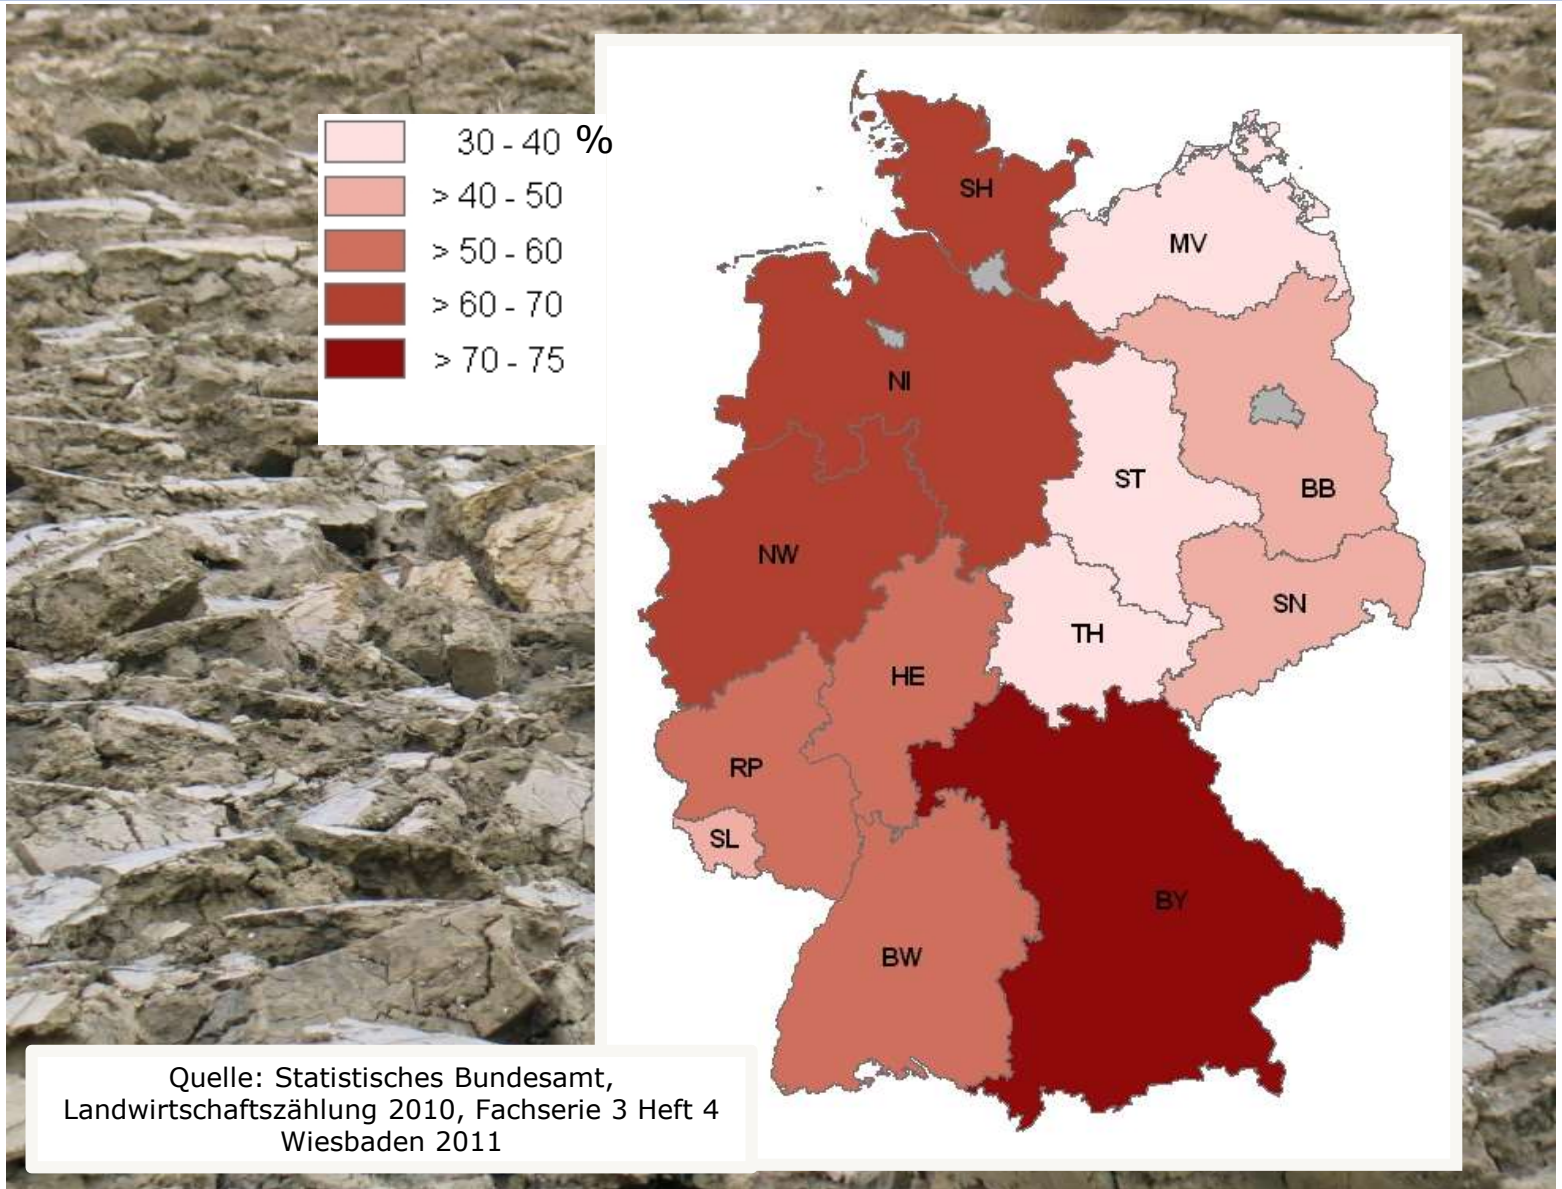 30 - 40 %
> 40 - 50
> 50 - 60
> 60 - 70
> 70 - 75
SH
MV
NI
ST
BB
NW
SN
TH
HE
RP
SL
BY
BW
Quelle: Statistisches Bundesamt,
Landwirtschaftszählung 2010, Fachserie 3 Heft 4
Wiesbaden 2011